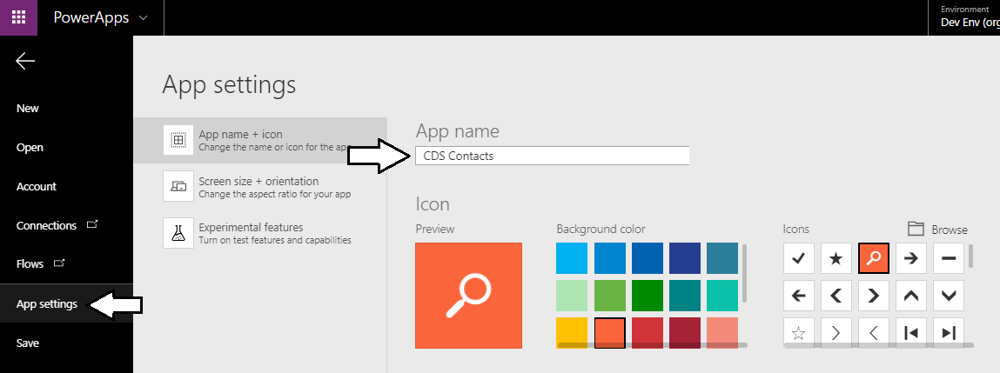 PowerApps
Environment
Dev Env (org
New
Open
Account
Connections
Flows
App settings
Save
App settings
App name + icon
Change the name or icon for the app
Screen size + orientation
Change the aspect ratio for your app
Experimental features
Turn on test features and capabilities
App name
CDS Contacts
Icon
Preview
Background color
Icons
Browse